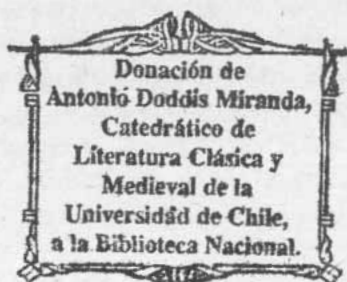 Donación de
Antonio Doddis Miranda,
Catedrático de
Literatura Clásica y
Medieval de la
Universidad de Chile,
a la Biblioteca Nacional.